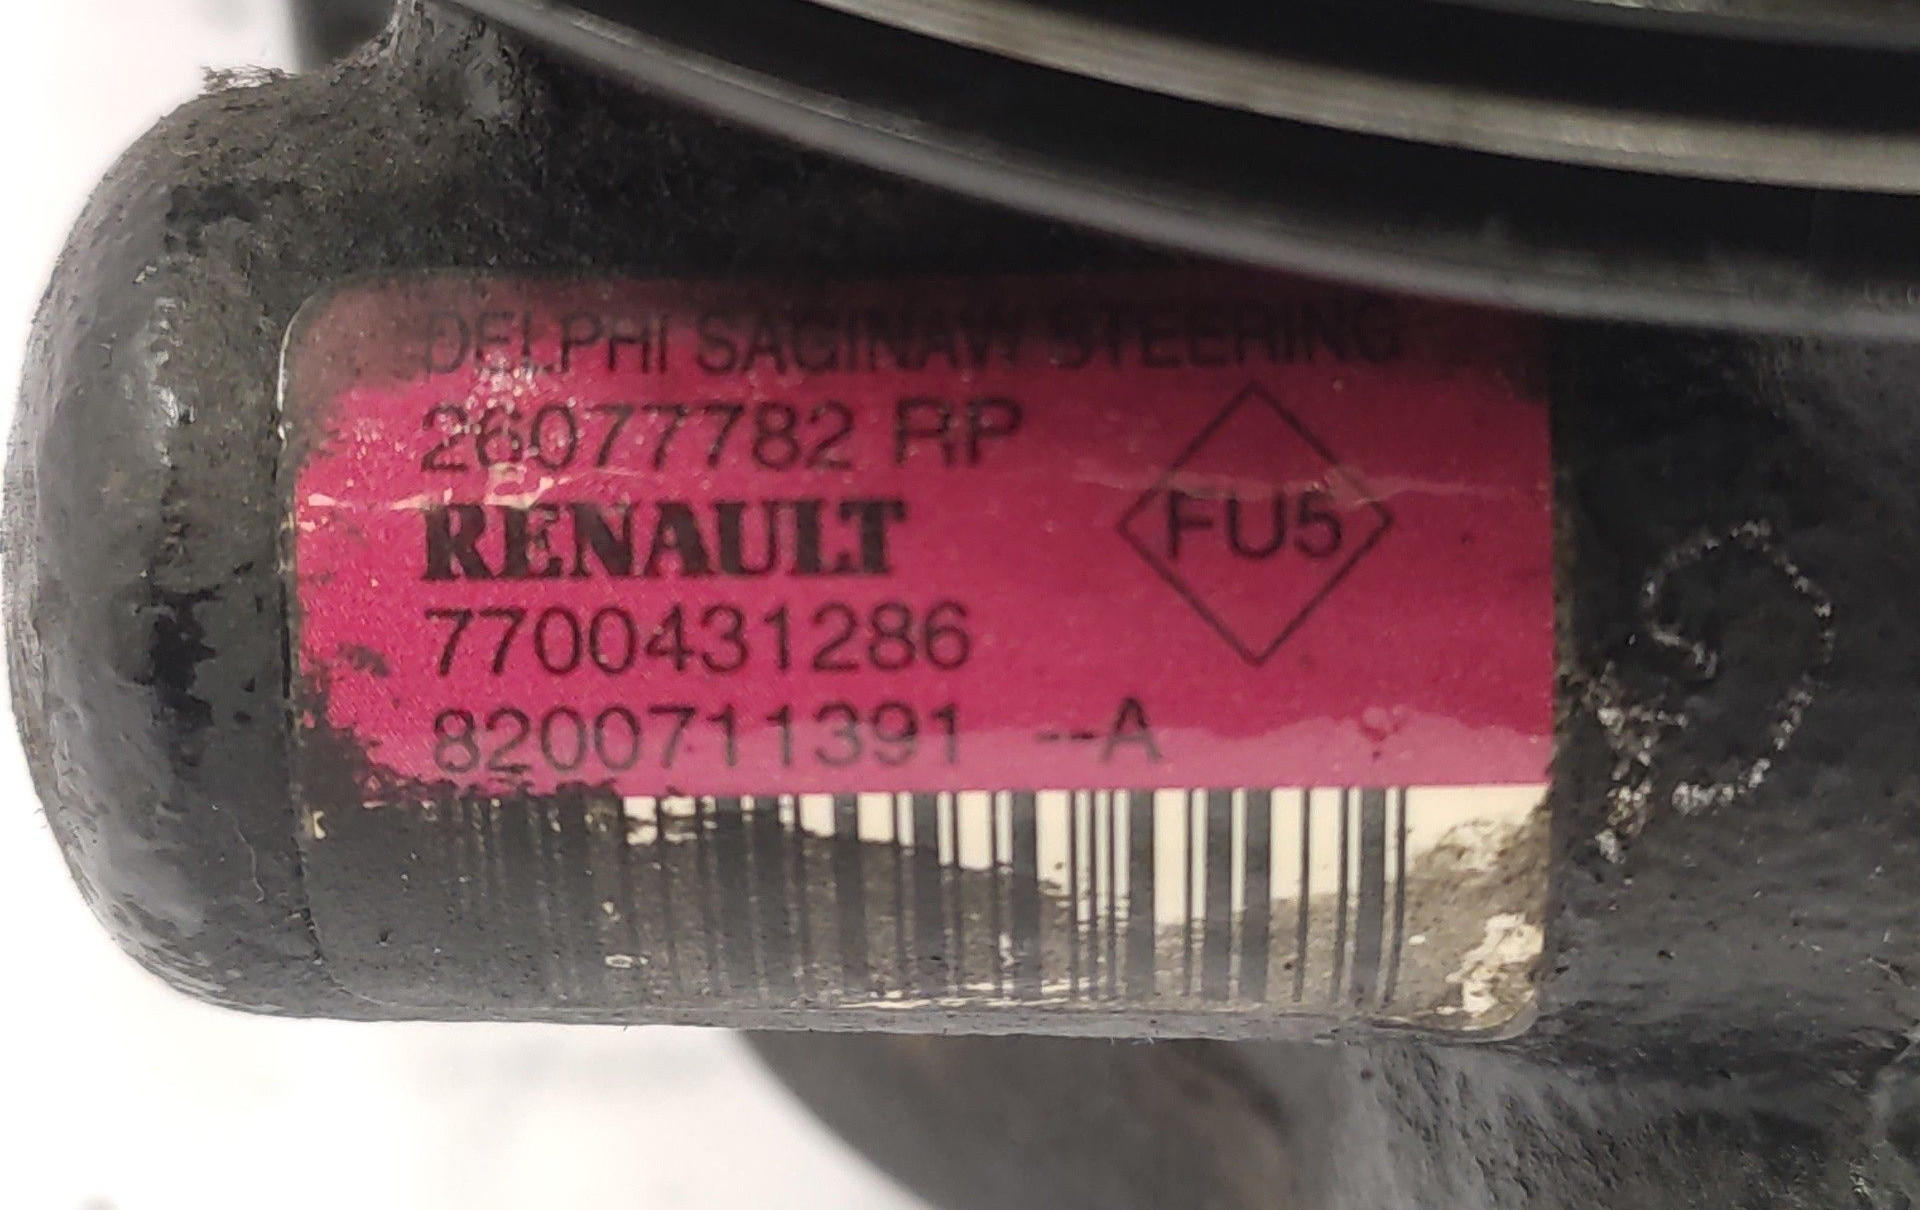 DELPHI SAGINAW STEERING
26077782 RP
RENAULT
FU5
7700431286
8200711391 --A